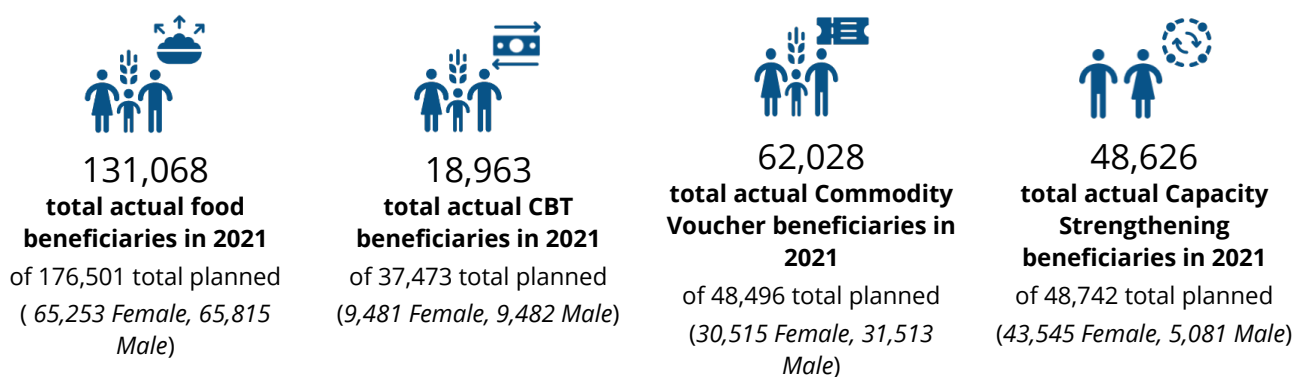 131,068
total actual food
beneficiaries in 2021
of 176,501 total planned
( 65,253 Female, 65,815
Male)
18,963
total actual CBT
beneficiaries in 2021
of 37,473 total planned
(9,481 Female, 9,482 Male)
62,028
total actual Commodity
Voucher beneficiaries in
2021
of 48,496 total planned
(30,515 Female, 31,513
Male)
48,626
total actual Capacity
Strengthening
beneficiaries in 2021
of 48,742 total planned
(43,545 Female, 5,081 Male)